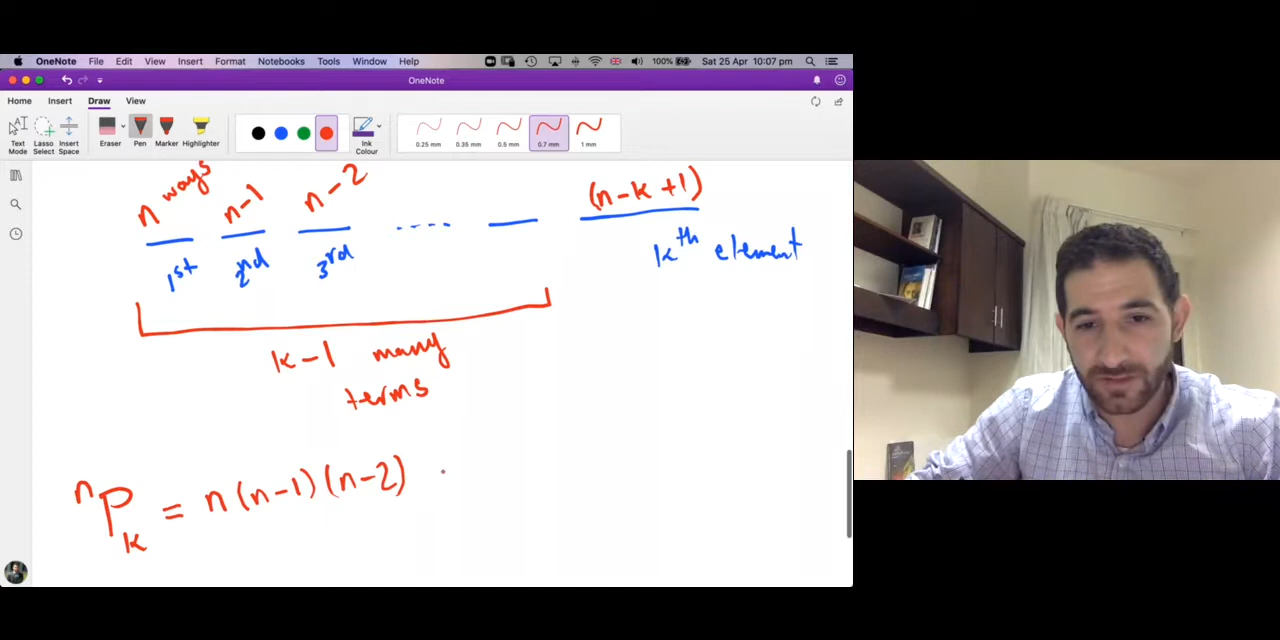 OneNote File Edit View Insert Format Notebooks Tools Window Help 100% Sat 25 Apr 10:07 pm
OneNote
Home Insert Draw View
Text Mode Lasso Select Insert Space Eraser Pen Marker Highlighter Ink Colour 0.25 mm 0.35 mm 0.5 mm 0.7 mm 1 mm
n ways n-1 n-2 (n-k+1)
1st 2nd 3rd .... kth element
k-1 many
terms
nPk = n(n-1)(n-2)